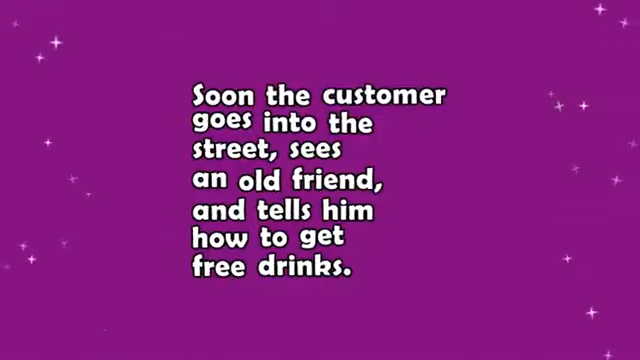 Soon the customer
goes into the
street, sees
an old friend,
and tells him
how to get
free drinks.